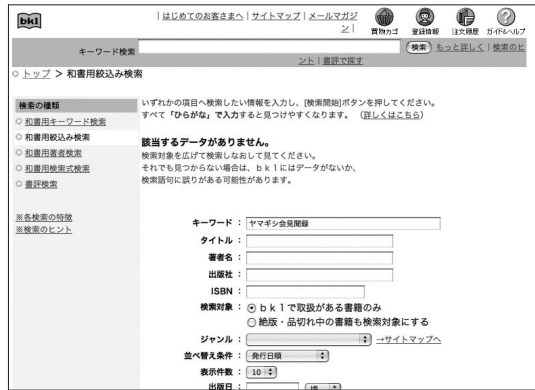 bk1
|はじめてのお客さまへ|サイトマップ|メールマガジン|
買物カゴ 登録情報 注文履歴 ガイド&ヘルプ
キーワード検索 検索 もっと詳しく|検索のヒント|書評で探す
トップ > 和書用絞込み検索
検索の種類
和書用キーワード検索
和書用絞込み検索
和書用著者検索
和書用検索式検索
書評検索
※各検索の特徴
※検索のヒント
いずれかの項目へ検索したい情報を入力し、[検索開始]ボタンを押してください。
すべて「ひらがな」で入力すると見つけやすくなります。 (詳しくはこちら)
該当するデータがありません。
検索対象を広げて検索しなおして見てください。
それでも見つからない場合は、bk1にはデータがないか、
検索語句に誤りがある可能性があります。
キーワード : ヤマギシ会見聞録
タイトル :
著者名 :
出版社 :
ISBN :
検索対象 : bk1で取扱がある書籍のみ
絶版・品切れ中の書籍も検索対象にする
ジャンル : →サイトマップへ
並べ替え条件 : 発行日順
表示件数 : 10
出版日 : 頃